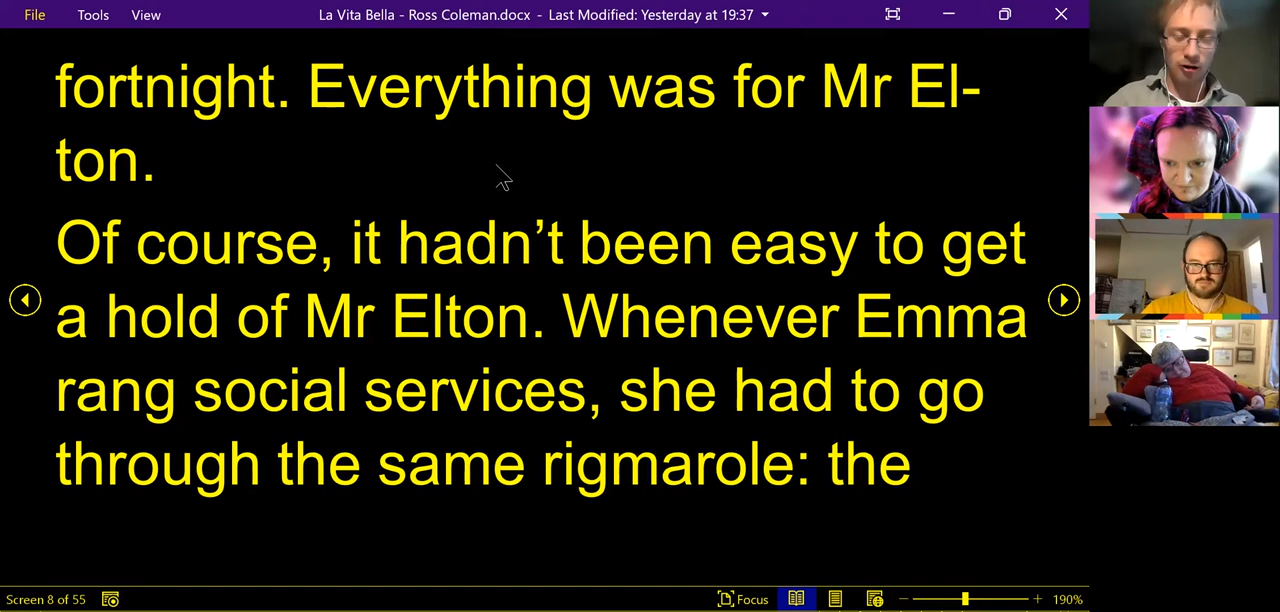 File Tools View La Vita Bella - Ross Coleman.docx - Last Modified: Yesterday at 19:37
fortnight. Everything was for Mr El-
ton.
Of course, it hadn’t been easy to get
a hold of Mr Elton. Whenever Emma
rang social services, she had to go
through the same rigmarole: the
Screen 8 of 55 Focus 190%